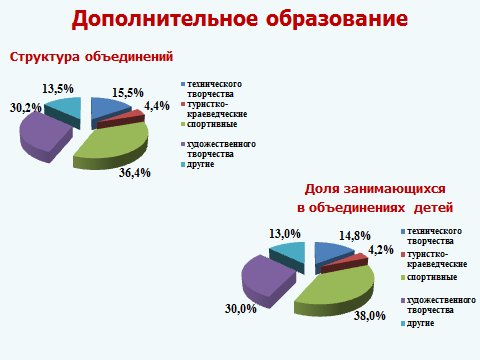 Дополнительное образование
Структура объединений
13,5%
15,5%
4,4%
30,2%
36,4%
технического
творчества
туристко-
краеведческие
спортивные
художественного
творчества
другие
Доля занимающихся
в объединениях детей
13,0%
14,8%
4,2%
30,0%
38,0%
технического
творчества
туристко-
краеведческие
спортивные
художественного
творчества
другие